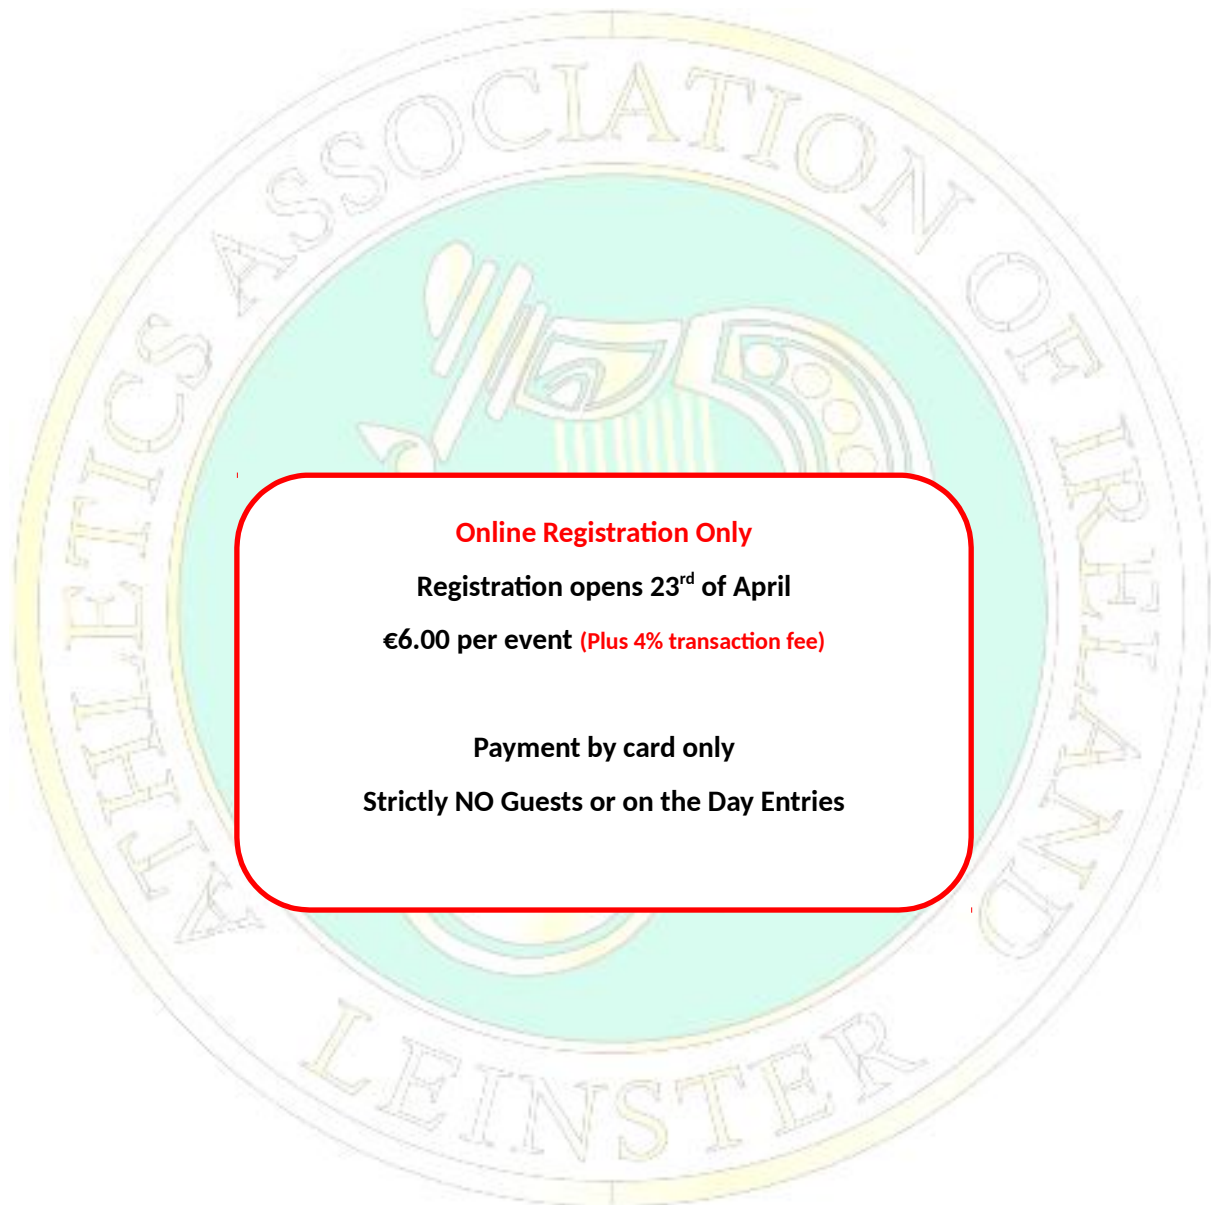 ATHLETICS ASSOCIATION OF IRELAND
Online Registration Only
Registration opens 23rd of April
€6.00 per event (Plus 4% transaction fee)
Payment by card only
Strictly NO Guests or on the Day Entries
LEINSTER